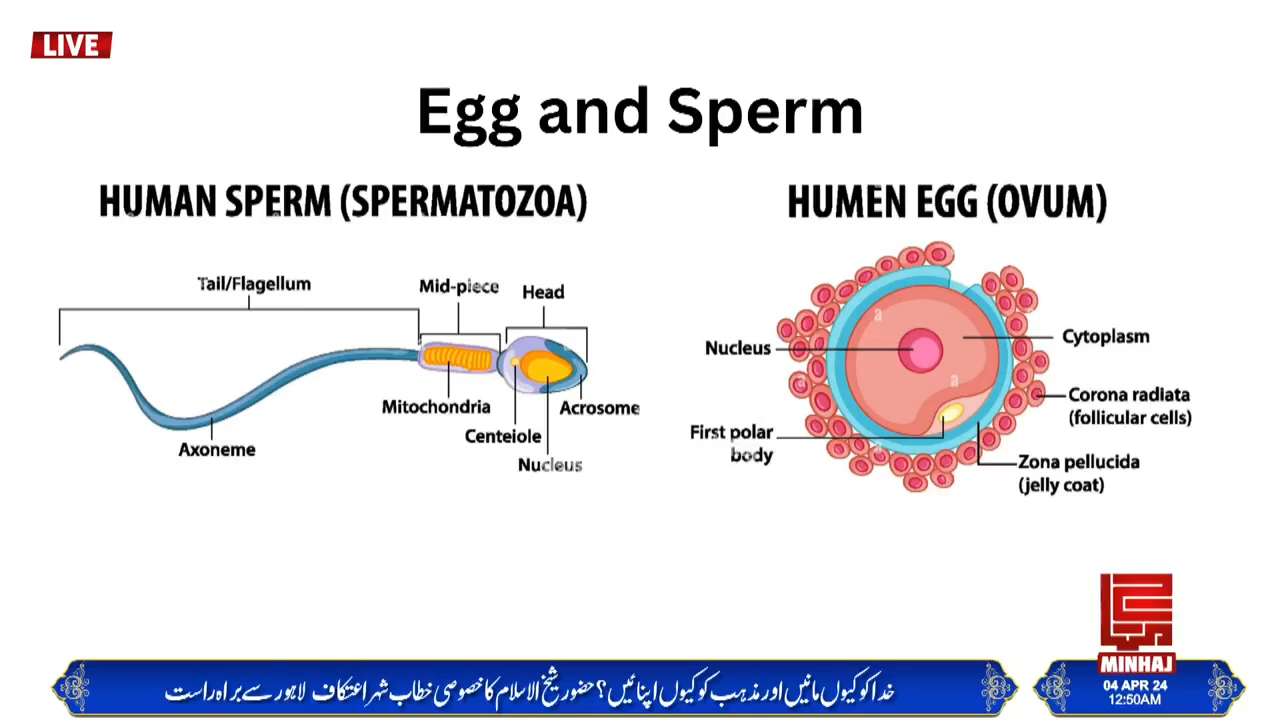 LIVE
Egg and Sperm
HUMAN SPERM (SPERMATOZOA)
Tail/Flagellum
Mid-piece
Head
Mitochondria
Acrosome
Centeiole
Axoneme
Nucleus
HUMEN EGG (OVUM)
Nucleus
Cytoplasm
Corona radiata
(follicular cells)
First polar
body
Zona pellucida
(jelly coat)
a
a
MINHAJ
خدا کو کیوں مانیں اور مذہب کو کیوں اپنائیں؟ حضور شیخ الاسلام کا خصوصی خطاب شہر اعتکاف لاہور سے براہ راست
04 APR 24
12:50AM